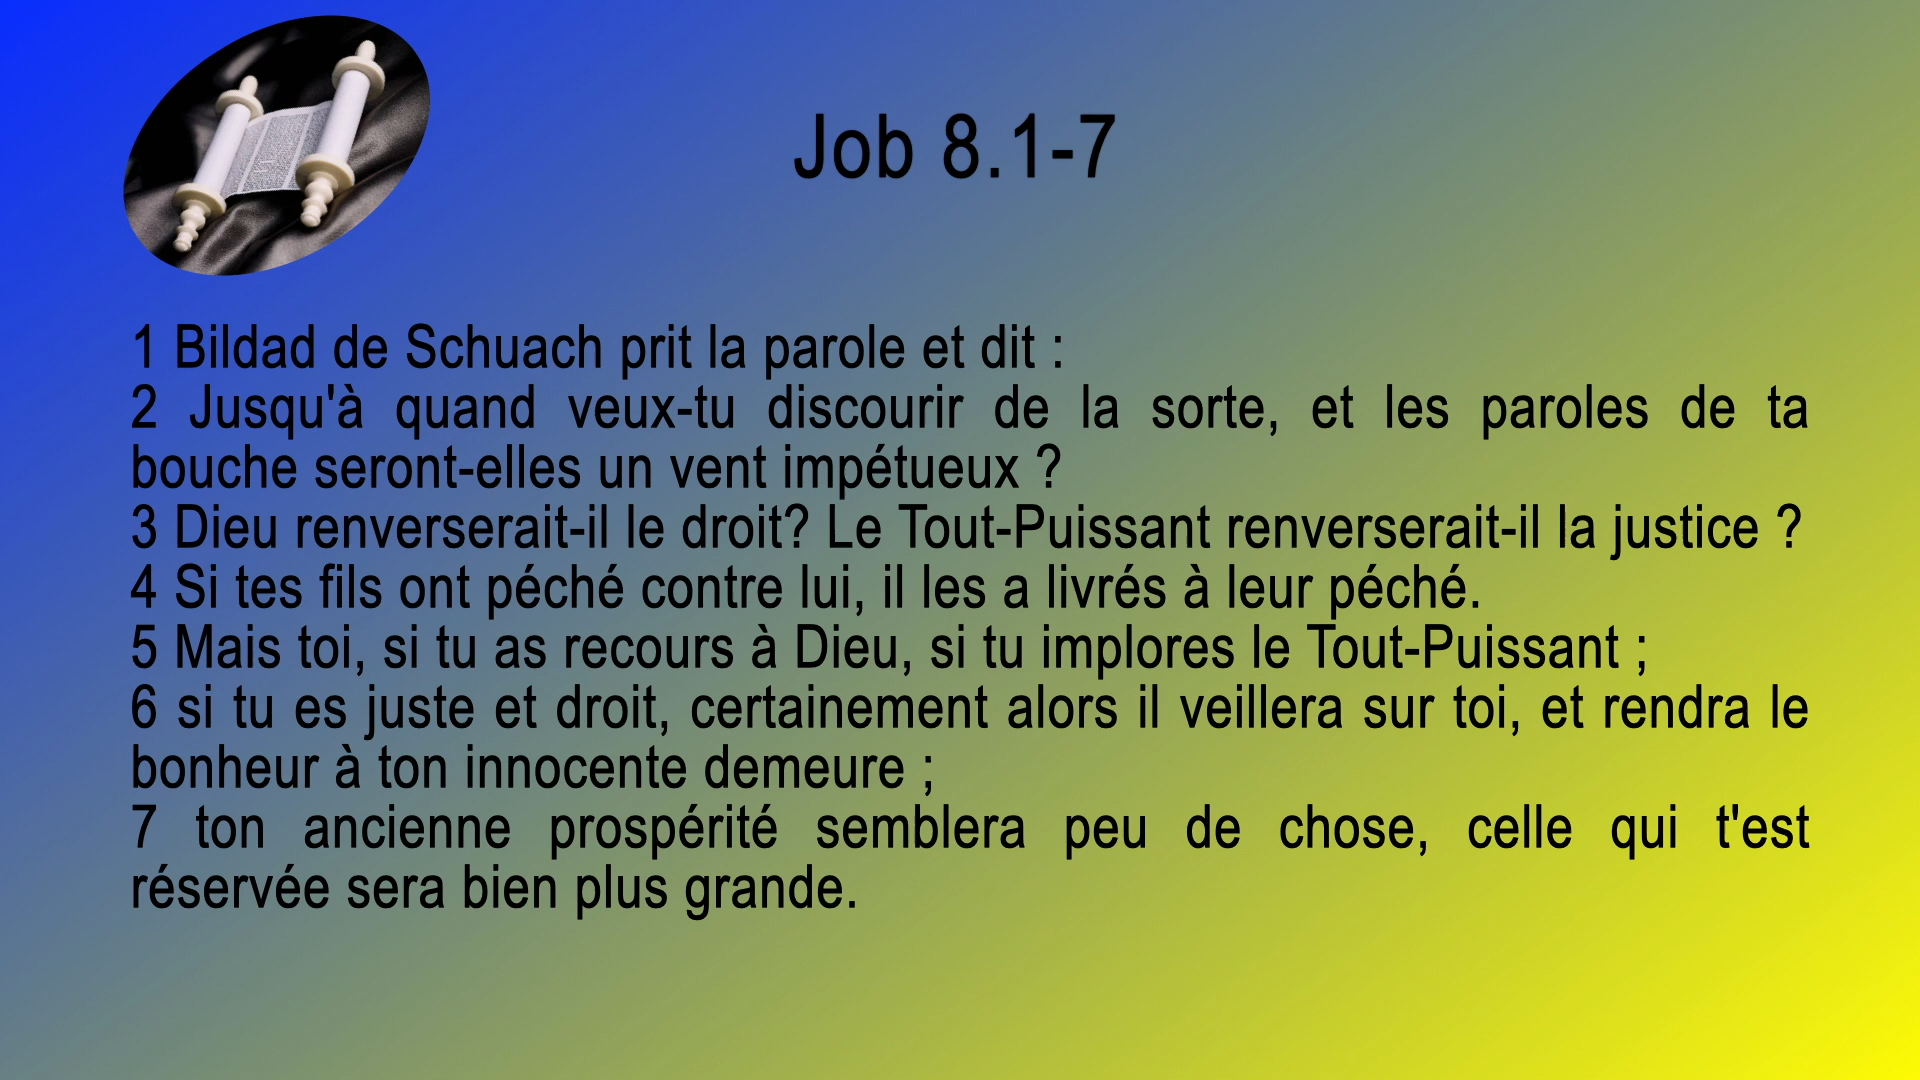 Job 8.1-7
1 Bildad de Schuach prit la parole et dit :
2 Jusqu'à quand veux-tu discourir de la sorte, et les paroles de ta
bouche seront-elles un vent impétueux ?
3 Dieu renverserait-il le droit? Le Tout-Puissant renverserait-il la justice ?
4 Si tes fils ont péché contre lui, il les a livrés à leur péché.
5 Mais toi, si tu as recours à Dieu, si tu implores le Tout-Puissant ;
6 si tu es juste et droit, certainement alors il veillera sur toi, et rendra le
bonheur à ton innocente demeure ;
7 ton ancienne prospérité semblera peu de chose, celle qui t'est
réservée sera bien plus grande.